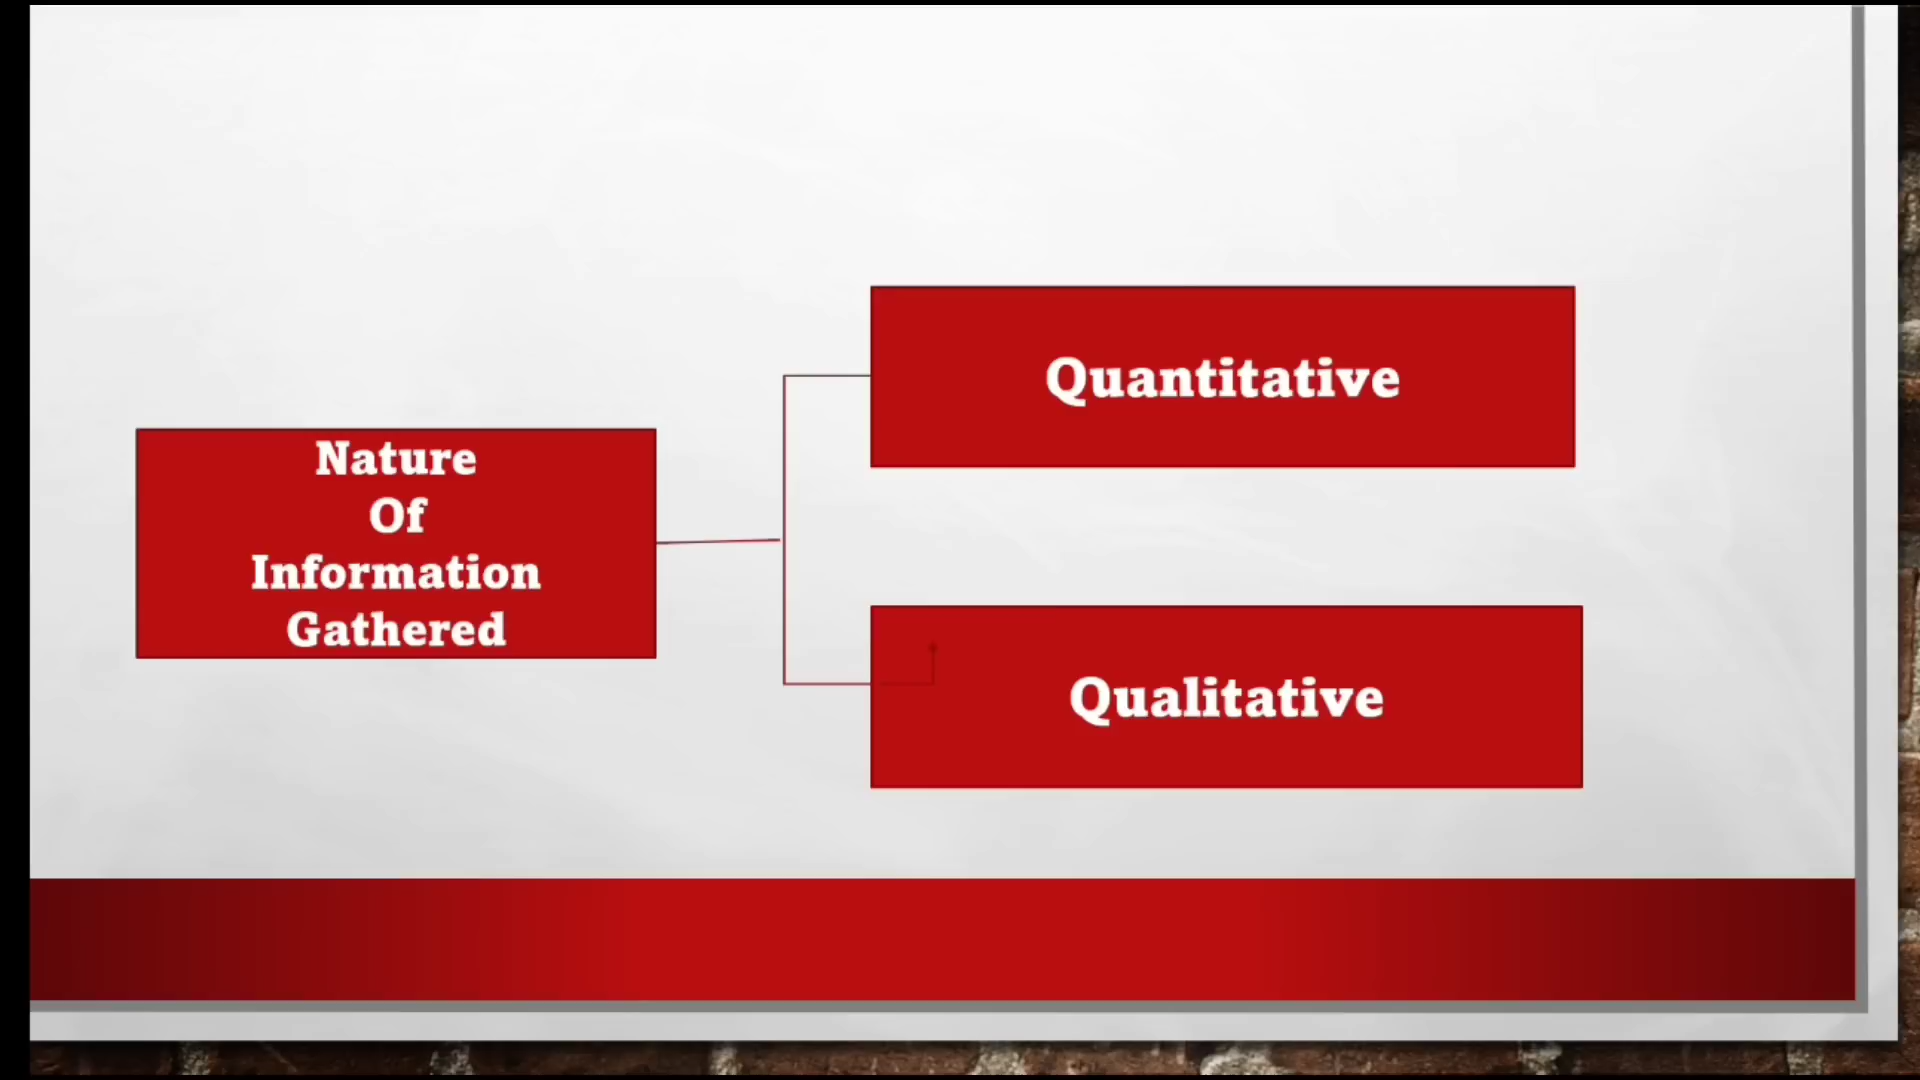 Nature
Of
Information
Gathered
Quantitative
Qualitative